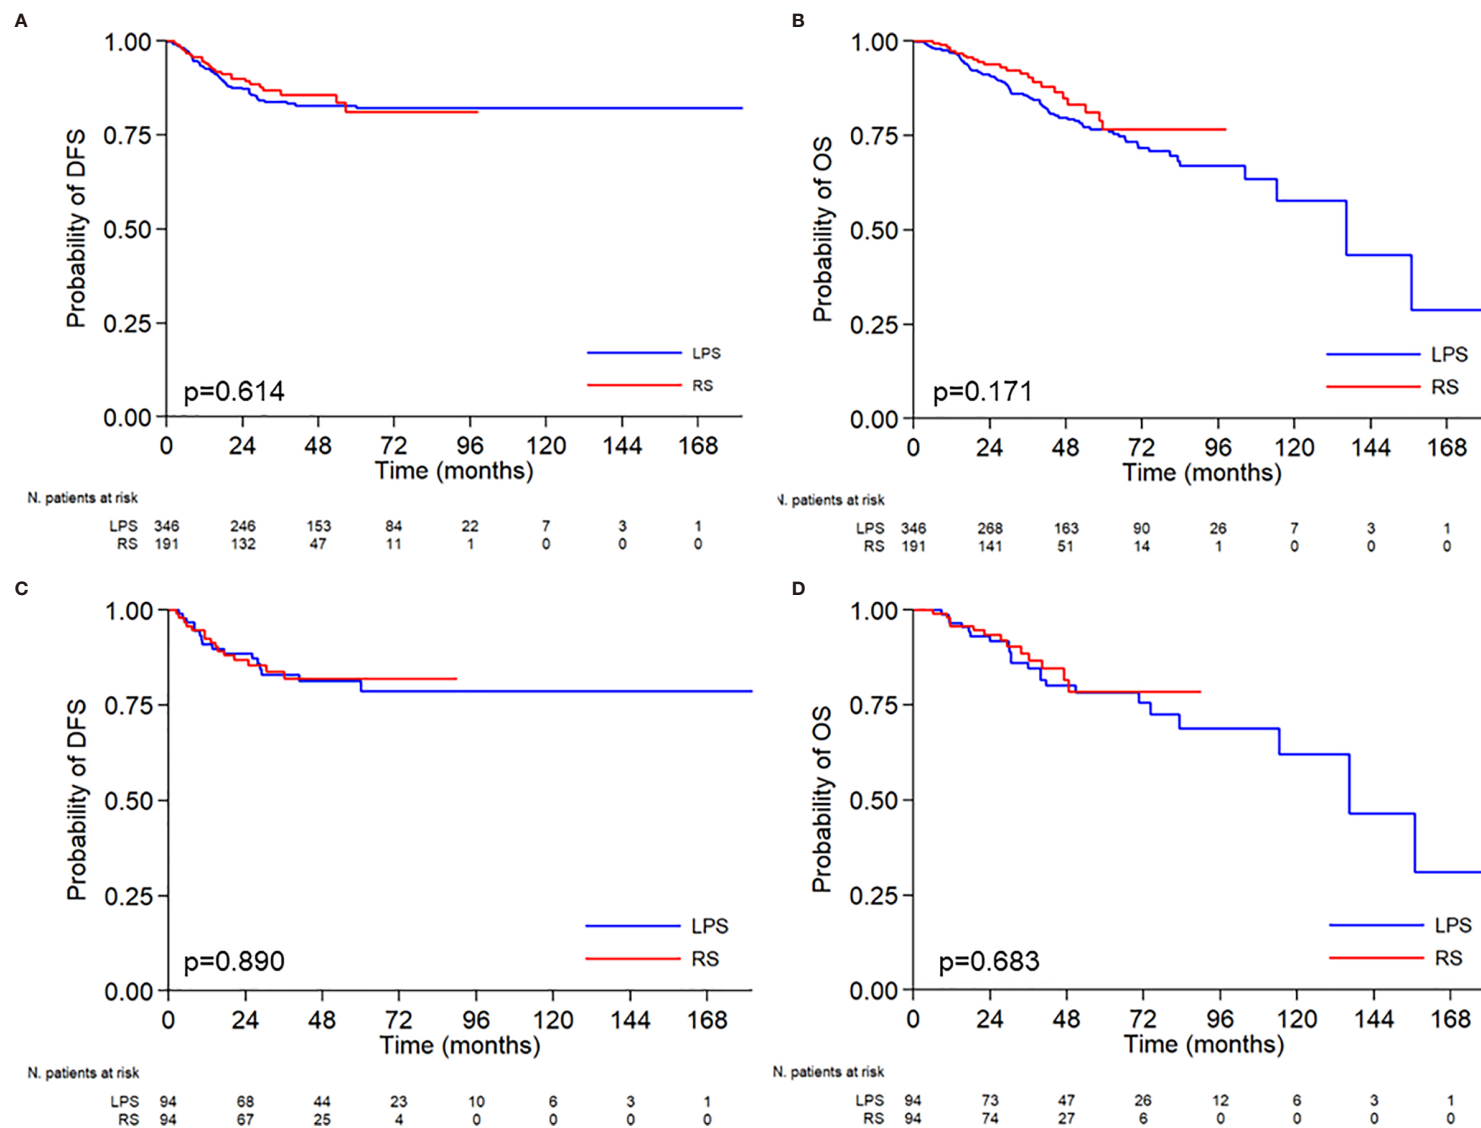 A
1.00
0.75
0.50
0.25
0.00
Probability of DFS
LPS
RS
p=0.614
0 24 48 72 96 120 144 168
Time (months)
N. patients at risk
LPS 346 246 153 84 22 7 3 1
RS 191 132 47 11 1 0 0 0
B
1.00
0.75
0.50
0.25
0.00
Probability of OS
LPS
RS
p=0.171
0 24 48 72 96 120 144 168
Time (months)
N. patients at risk
LPS 346 268 163 90 26 7 3 1
RS 191 141 51 14 1 0 0 0
C
1.00
0.75
0.50
0.25
0.00
Probability of DFS
LPS
RS
p=0.890
0 24 48 72 96 120 144 168
Time (months)
N. patients at risk
LPS 94 68 44 23 10 6 3 1
RS 94 67 25 4 0 0 0 0
D
1.00
0.75
0.50
0.25
0.00
Probability of OS
LPS
RS
p=0.683
0 24 48 72 96 120 144 168
Time (months)
N. patients at risk
LPS 94 73 47 26 12 6 3 1
RS 94 74 27 6 0 0 0 0